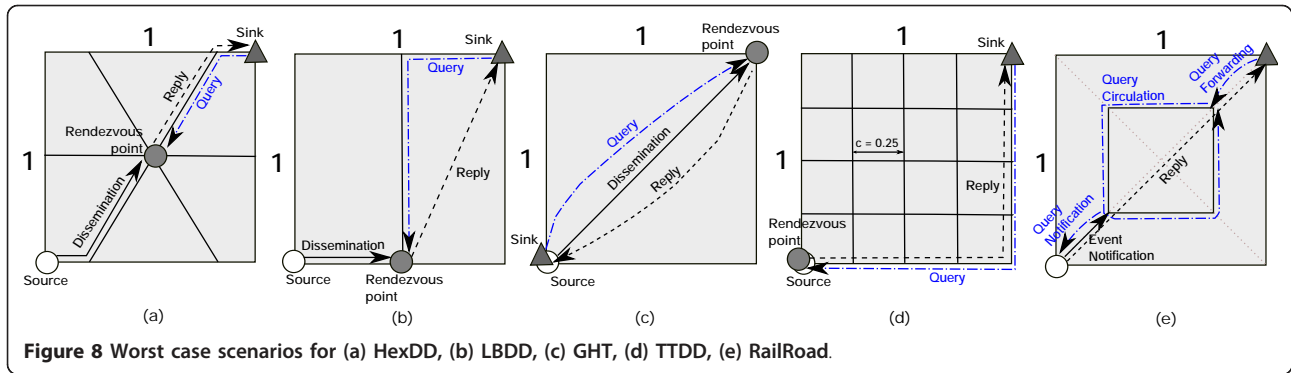 1
Sink
Reply
Query
Rendezvous
point
1
Dissemination
Source
(a)
1
Sink
Query
1
Reply
Dissemination
Source
Rendezvous
point
(b)
Rendezvous
point
1
Query
Dissemination
Reply
1
Sink
Source
(c)
1
Sink
c = 0.25
1
Reply
Rendezvous
point
Source
Query
(d)
1
Sink
Query
Forwarding
Query
Circulation
1
Reply
Query
Notification
Event
Notification
Source
(e)
Figure 8 Worst case scenarios for (a) HexDD, (b) LBDD, (c) GHT, (d) TTDD, (e) RailRoad.